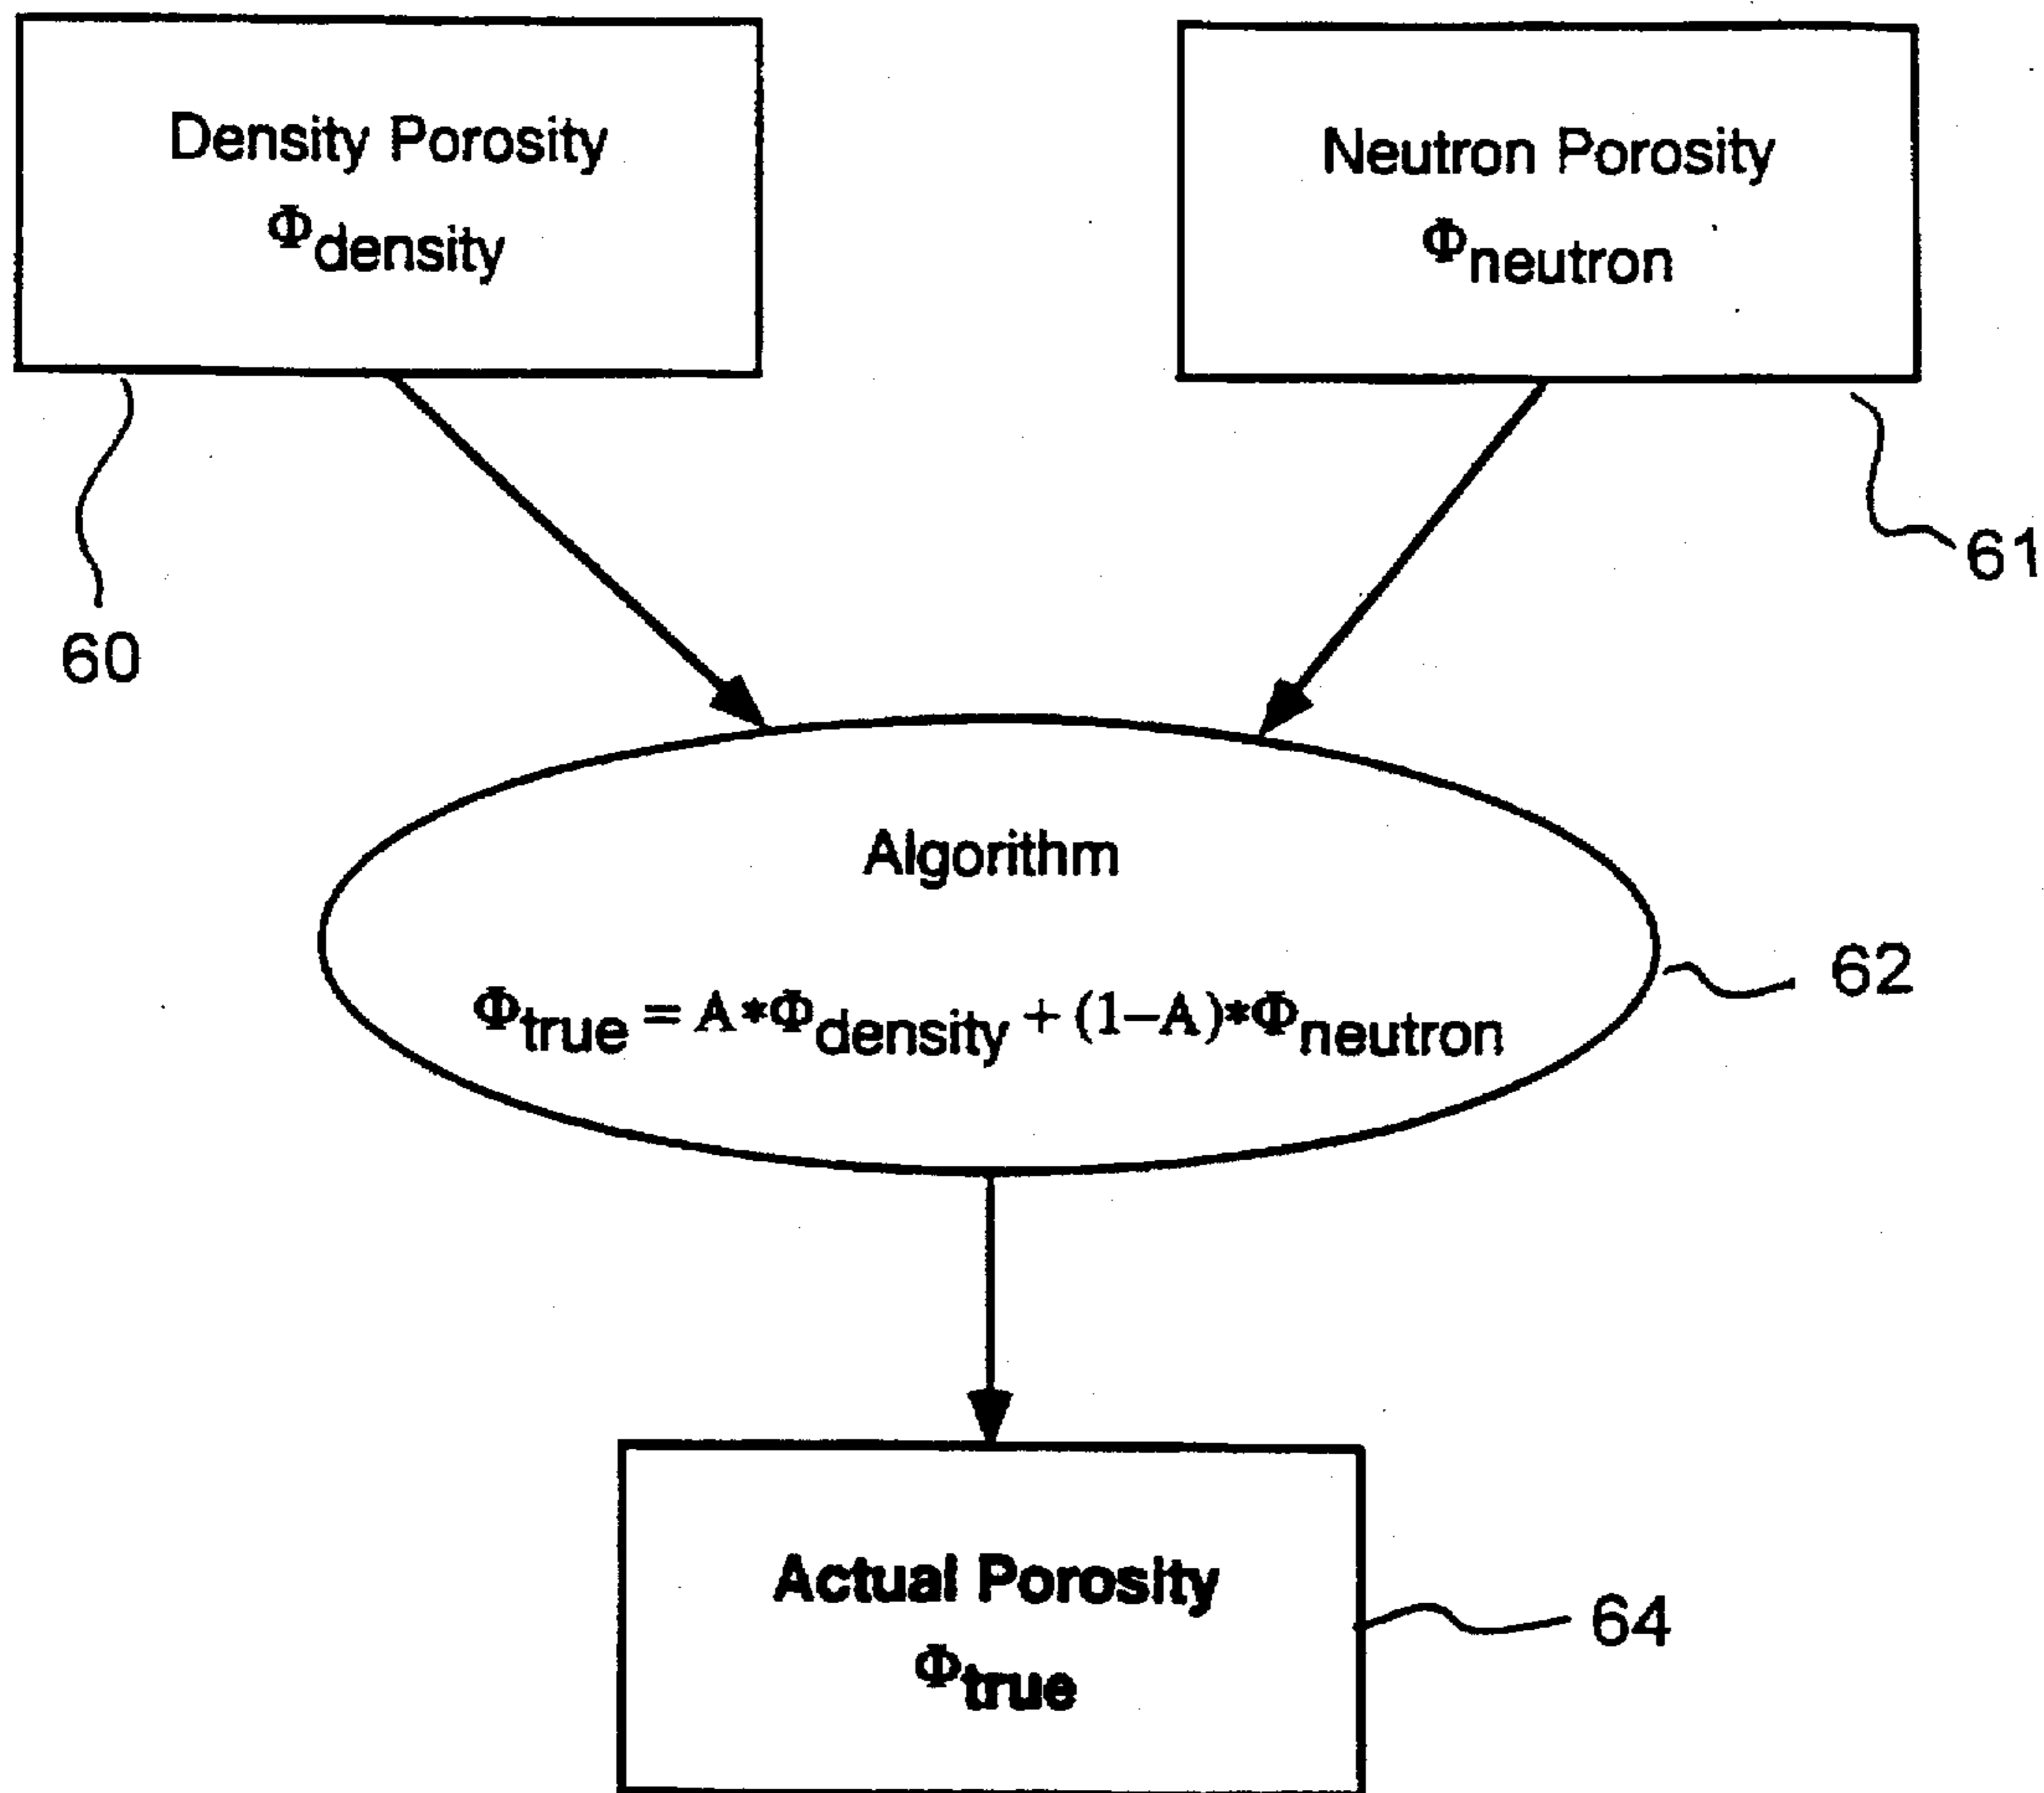 Density Porosity
Φdensity
Neutron Porosity
Φneutron
61
60
Algorithm
Φtrue = A*Φdensity + (1–A)*Φneutron
62
Actual Porosity
Φtrue
64